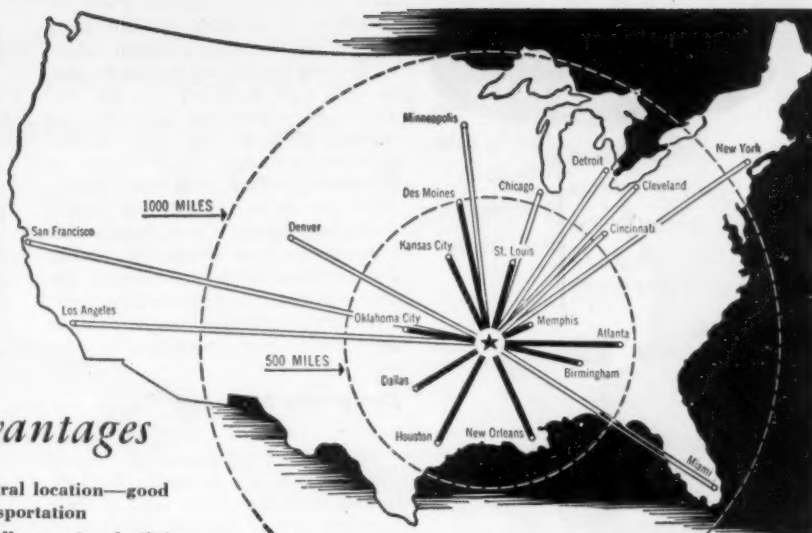 Minneapolis
New York
Detroit
Chicago
Cleveland
Des Moines
1000 MILES
Cincinnati
San Francisco
Denver
Kansas City
St. Louis
Los Angeles
Oklahoma City
Memphis
Atlanta
500 MILES
Birmingham
Dallas
vantages
Houston
New Orleans
Miami
ral location—good
sportation